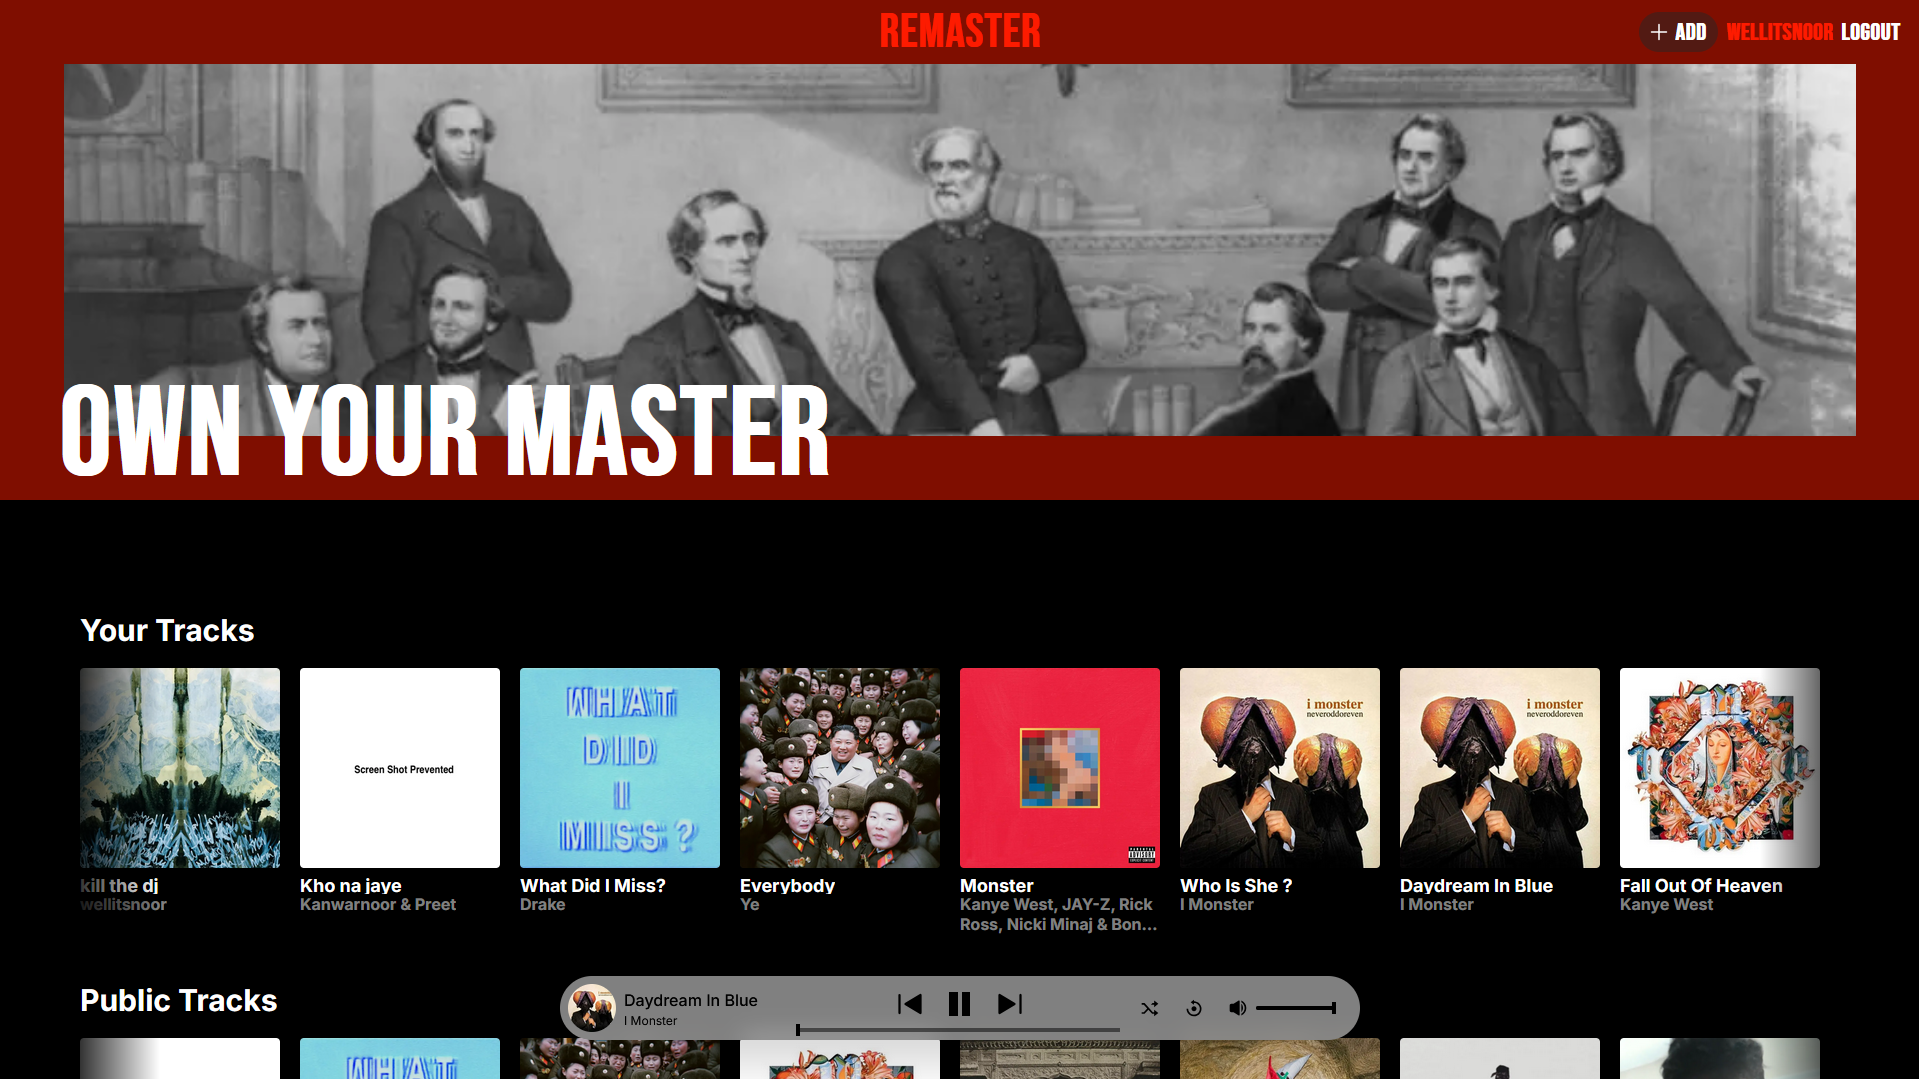 REMASTER
ADD WELLITSNOOR LOGOUT
OWN YOUR MASTER
Your Tracks
Screen Shot Prevented
WHAT
DID
I
MISS?
i monster
neveroddoreven
i monster
neveroddoreven
kill the dj
wellitsnoor
Kho na jaye
Kanwarnoor & Preet
What Did I Miss?
Drake
Everybody
Ye
Monster
Kanye West, JAY-Z, Rick
Ross, Nicki Minaj & Bon...
Who Is She ?
I Monster
Daydream In Blue
I Monster
Fall Out Of Heaven
Kanye West
Public Tracks
Daydream In Blue
I Monster
WHAT